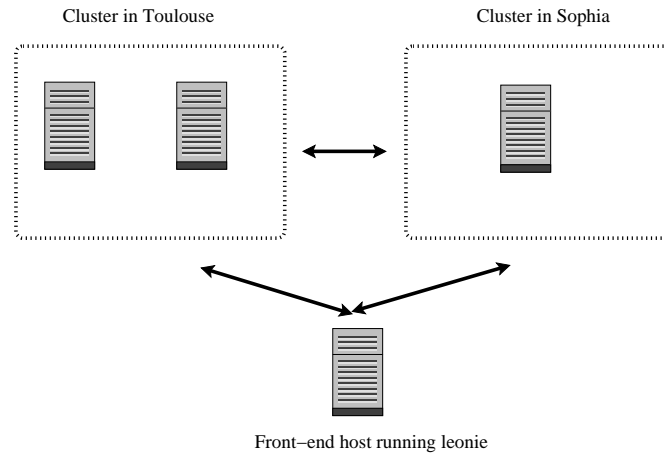 Cluster in Toulouse
Cluster in Sophia
Front−end host running leonie